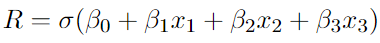 R = σ(β₀ + β₁x₁ + β₂x₂ + β₃x₃)